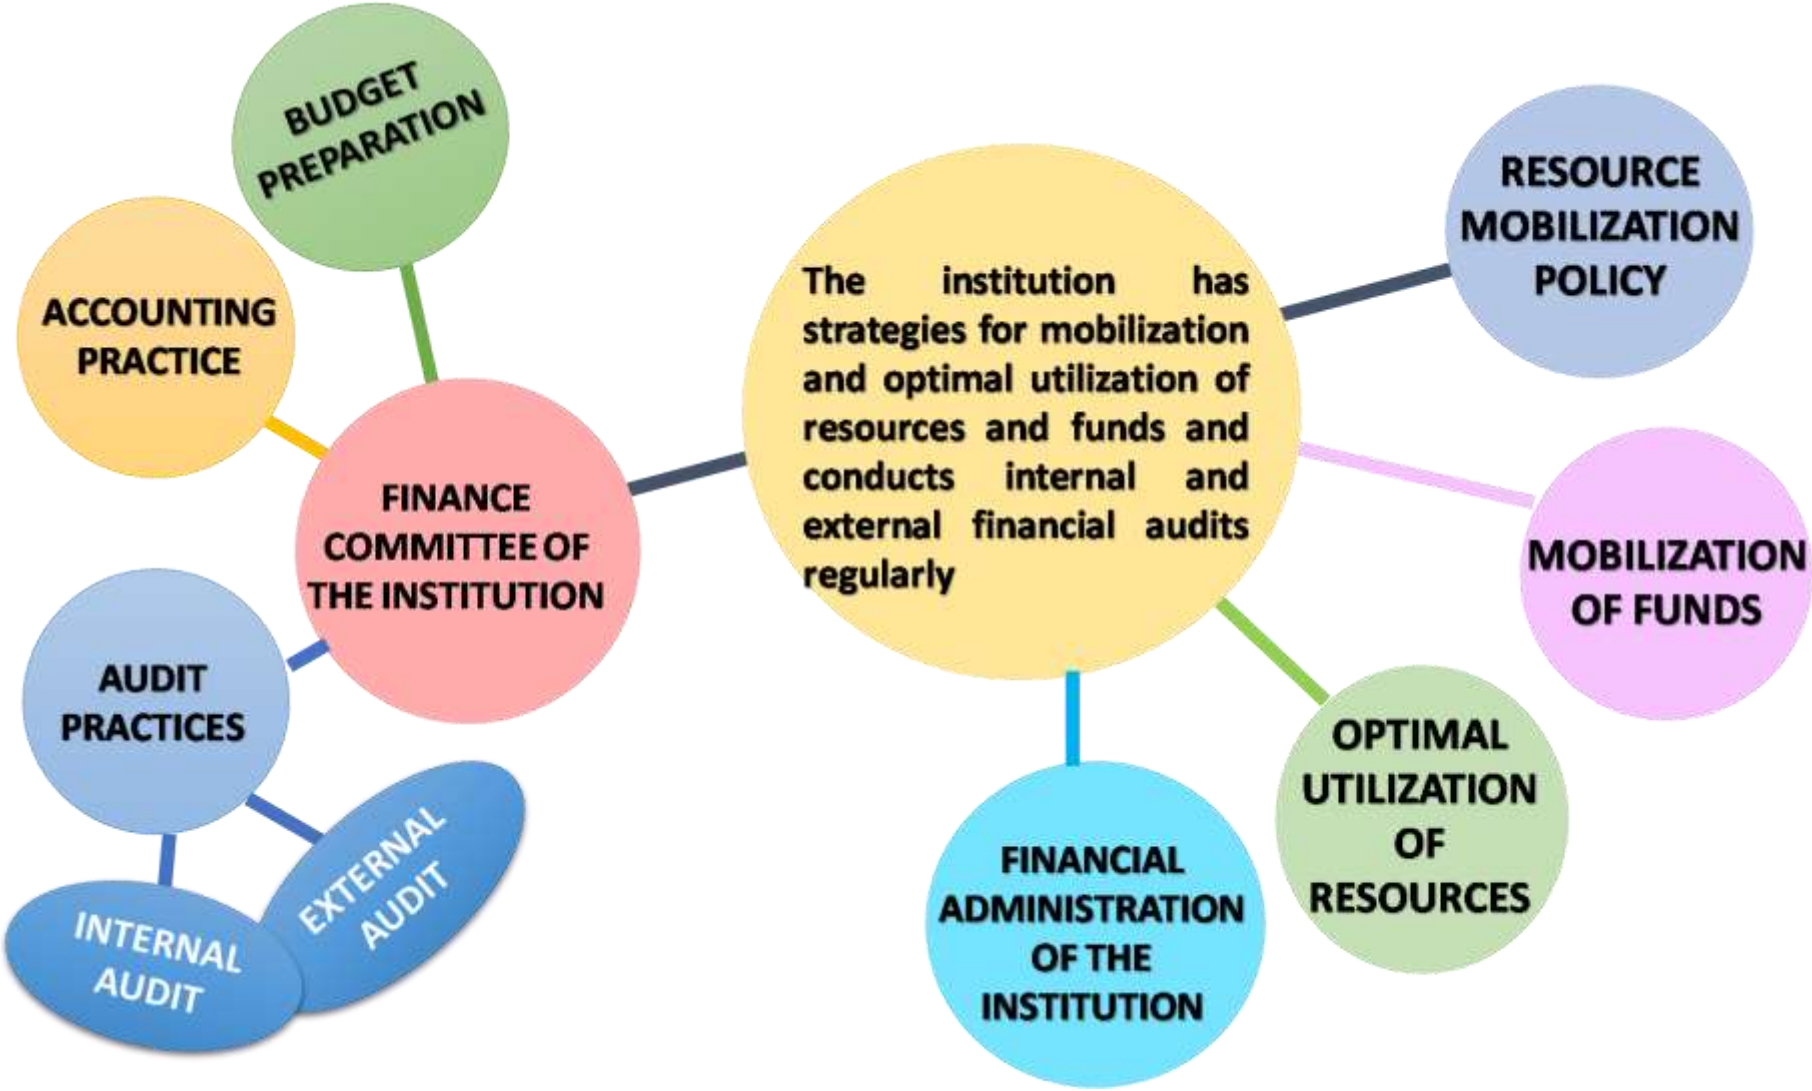 BUDGET
PREPARATION
ACCOUNTING
PRACTICE
FINANCE
COMMITTEE OF
THE INSTITUTION
AUDIT
PRACTICES
INTERNAL
AUDIT
EXTERNAL
AUDIT
The institution has
strategies for mobilization
and optimal utilization of
resources and funds and
conducts internal and
external financial audits
regularly
RESOURCE
MOBILIZATION
POLICY
MOBILIZATION
OF FUNDS
OPTIMAL
UTILIZATION
OF
RESOURCES
FINANCIAL
ADMINISTRATION
OF THE
INSTITUTION